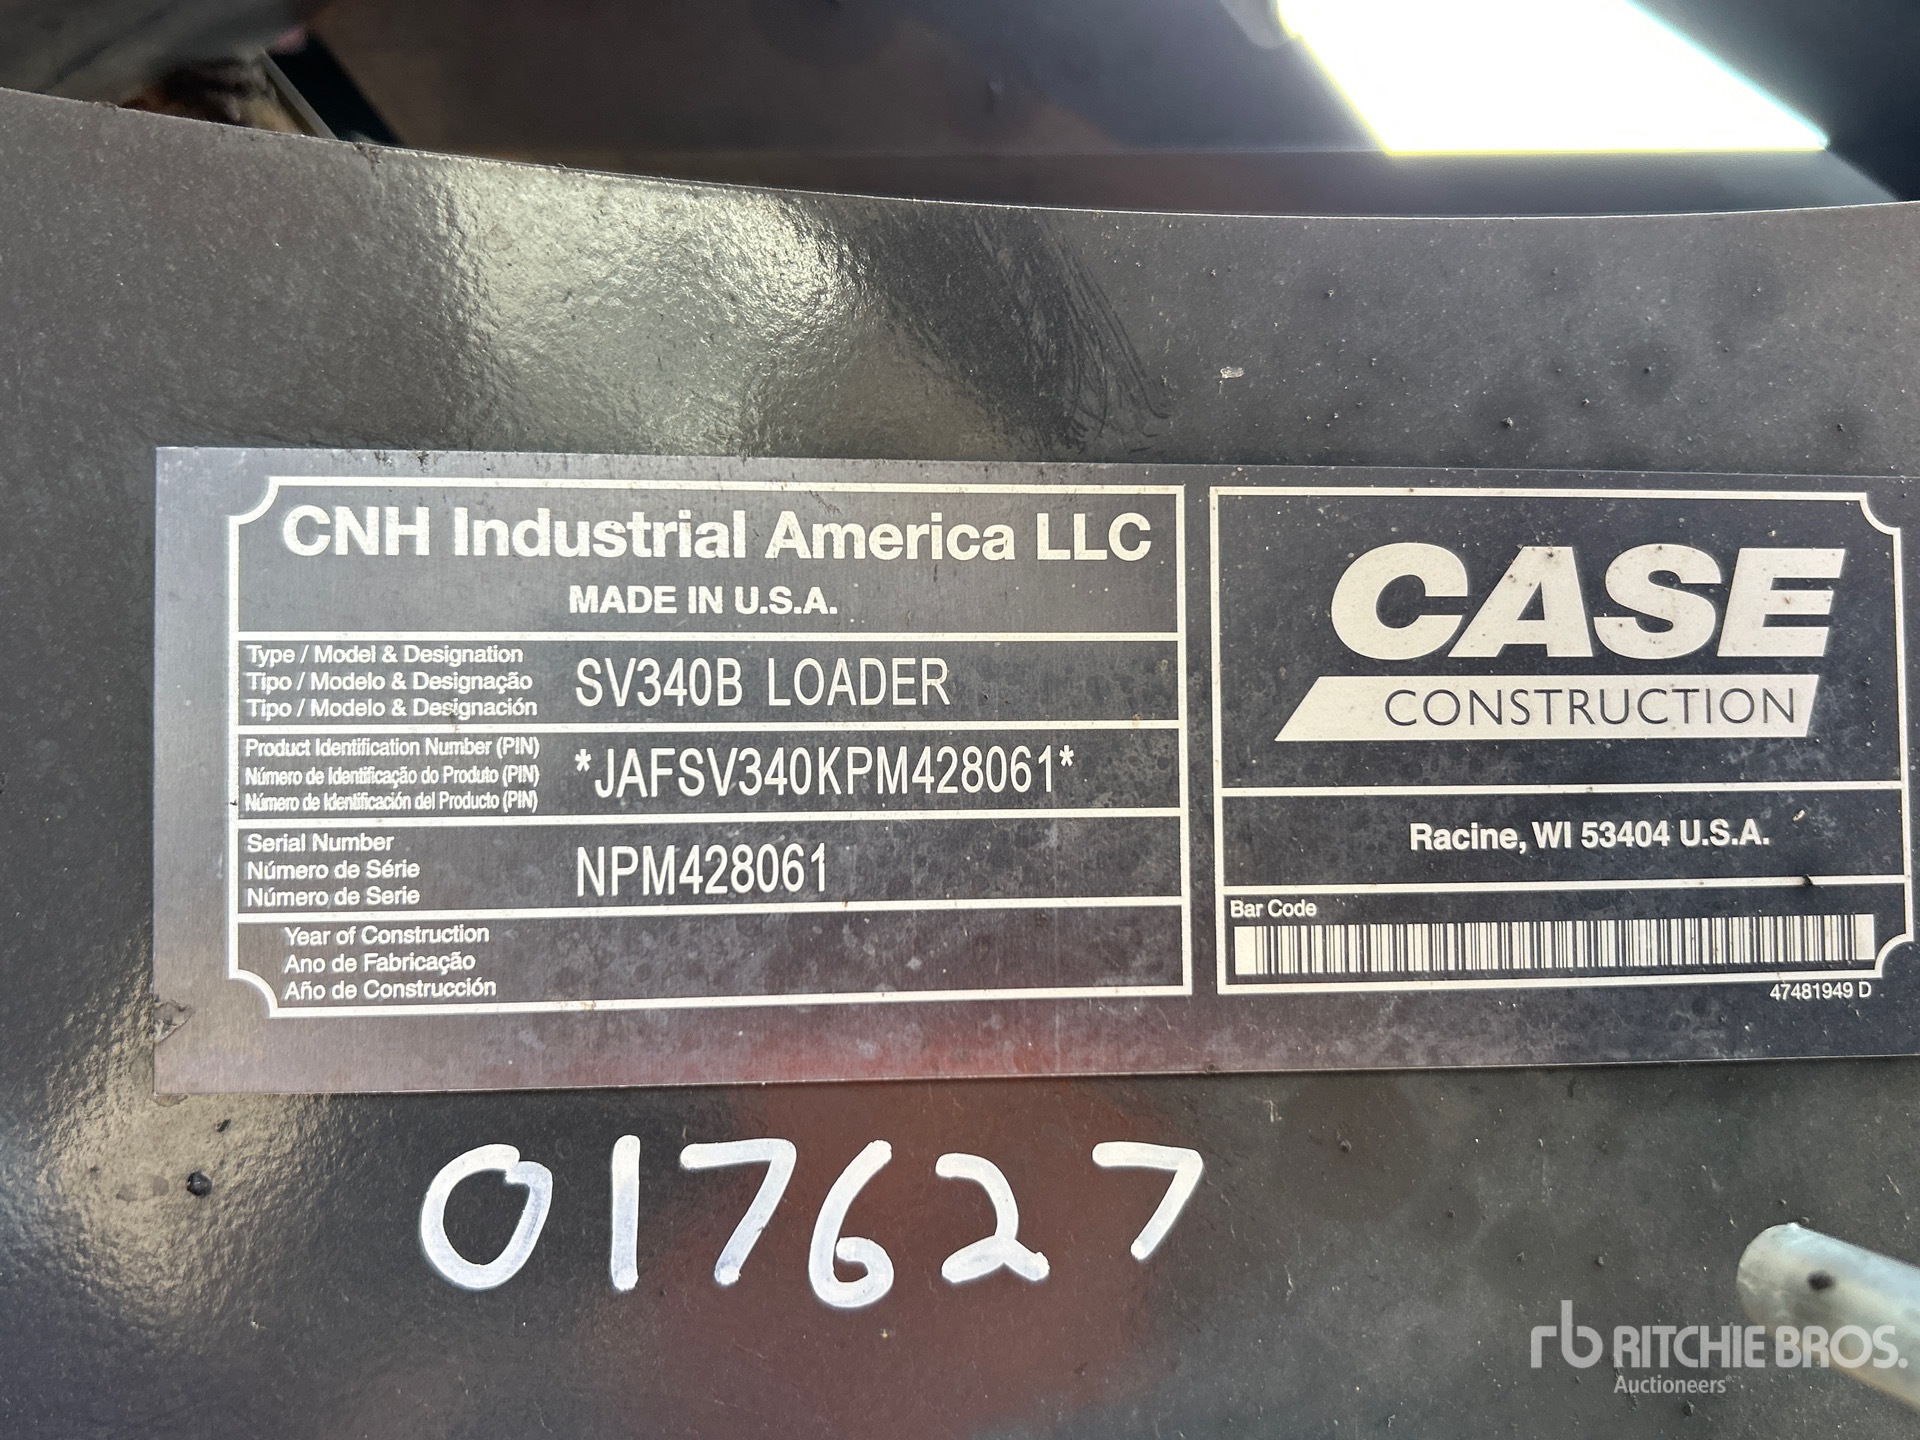 CNH Industrial America LLC
MADE IN U.S.A.
Type / Model & Designation
Tipo / Modelo & Designação
Tipo / Modelo & Designación
SV340B LOADER
Product Identification Number (PIN)
Número de Identificação do Produto (PIN)
Número de Identificación del Producto (PIN)
*JAFSV340KPM428061*
Serial Number
Número de Série
Número de Serie
NPM428061
Year of Construction
Ano de Fabricação
Año de Construcción
CASE
CONSTRUCTION
Racine, WI 53404 U.S.A.
Bar Code
47481949 D
017627
rb RITCHIE BROS.
Auctioneers